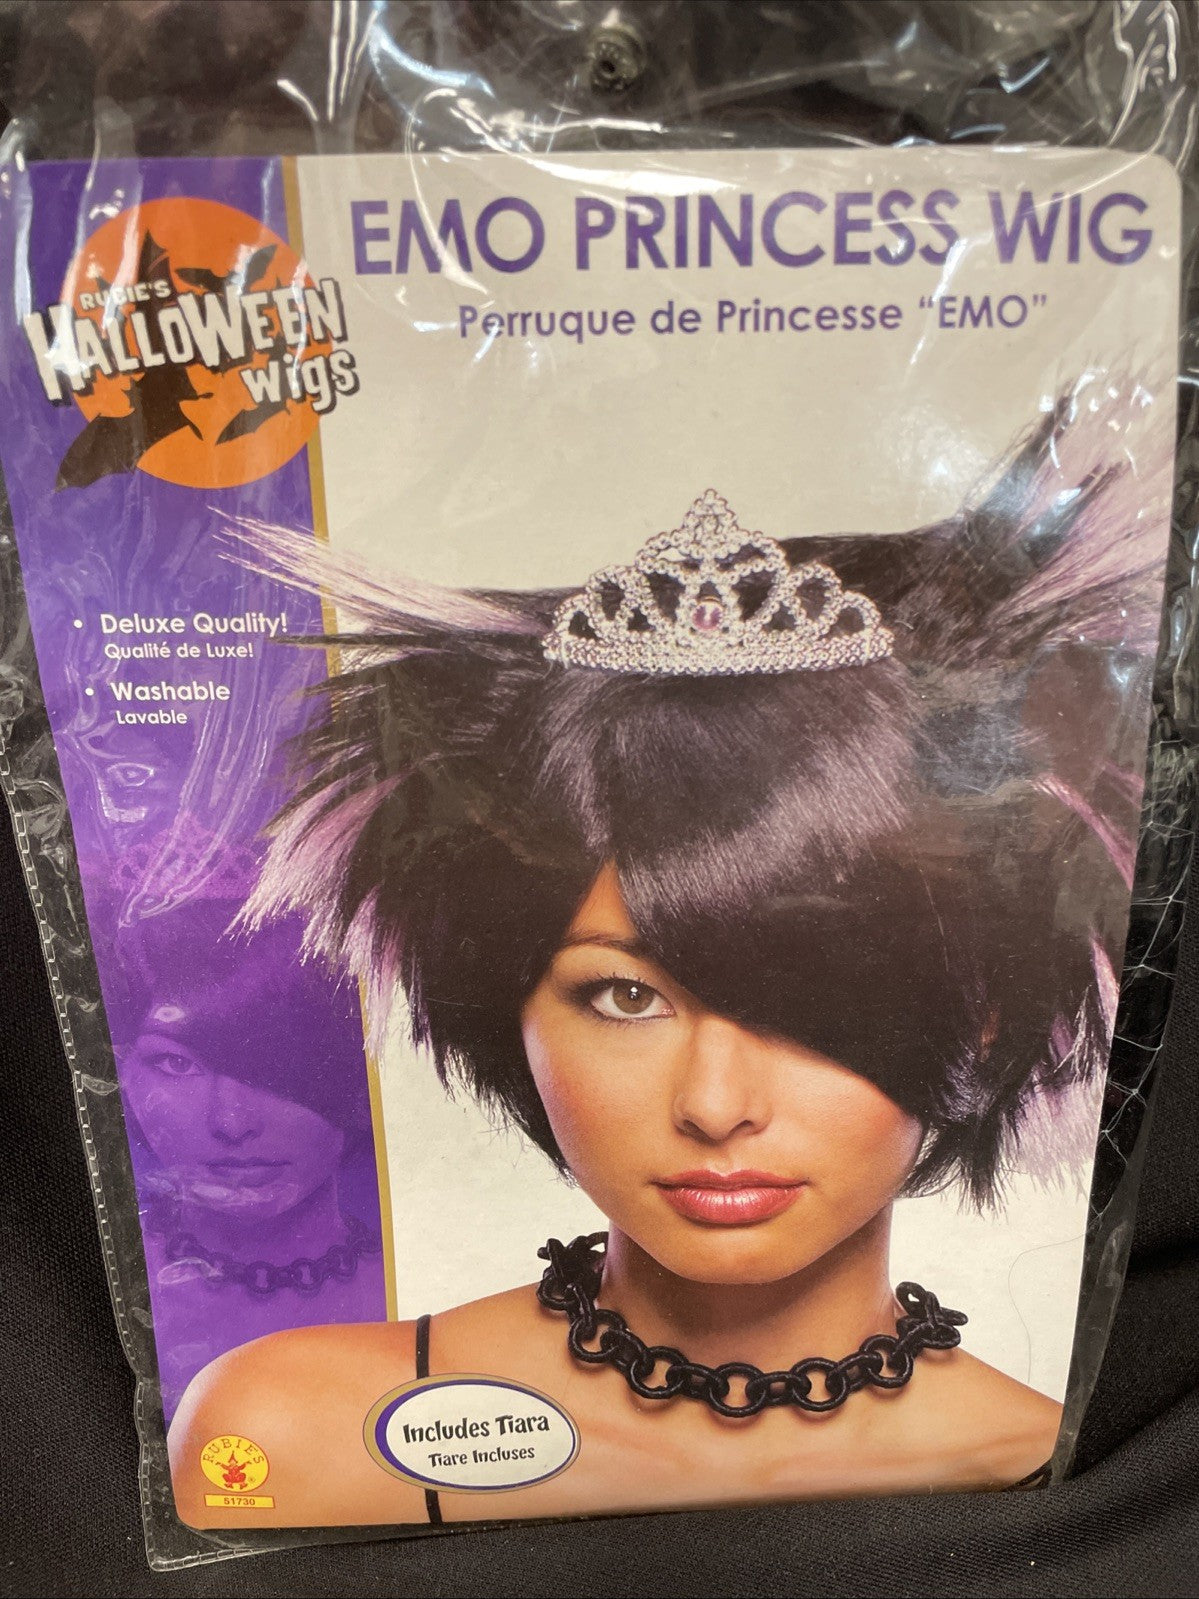 EMO PRINCESS WIG
Perruque de Princesse “EMO”
RUBIE'S
HALLOWEEN
Wigs
• Deluxe Quality!
Qualité de Luxe!
• Washable
Lavable
Includes Tiara
Tiare Incluses
RUBIES
®
51730